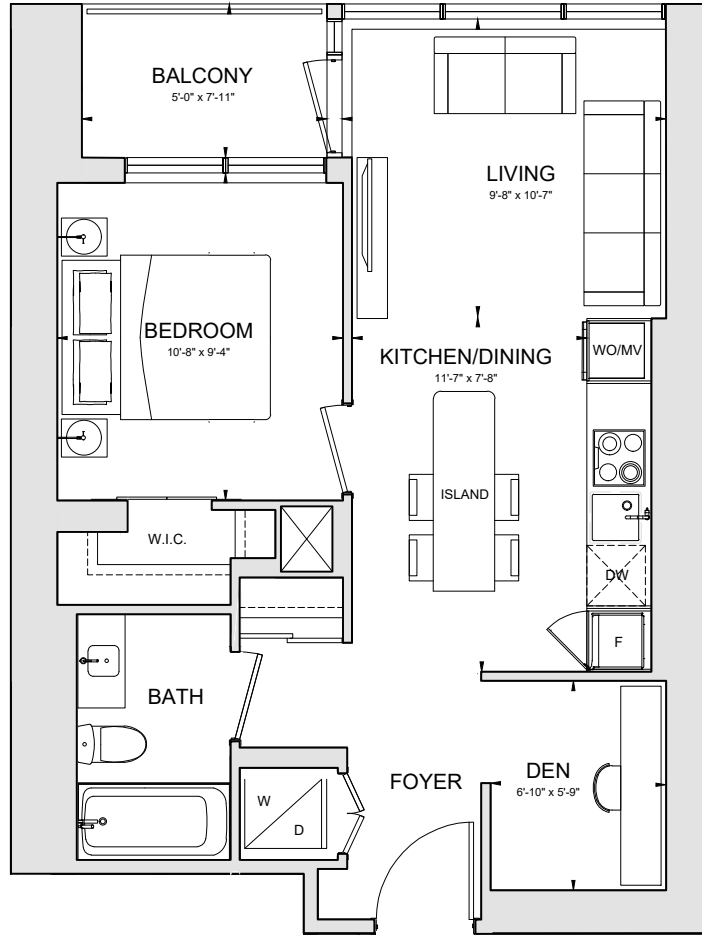 BALCONY
5'-0" x 7'-11"
LIVING
9'-8" x 10'-7"
BEDROOM
10'-8" x 9'-4"
KITCHEN/DINING
11'-7" x 7'-8"
WO/MV
ISLAND
W.I.C.
DW
F
BATH
FOYER
DEN
6'-10" x 5'-9"
W
D